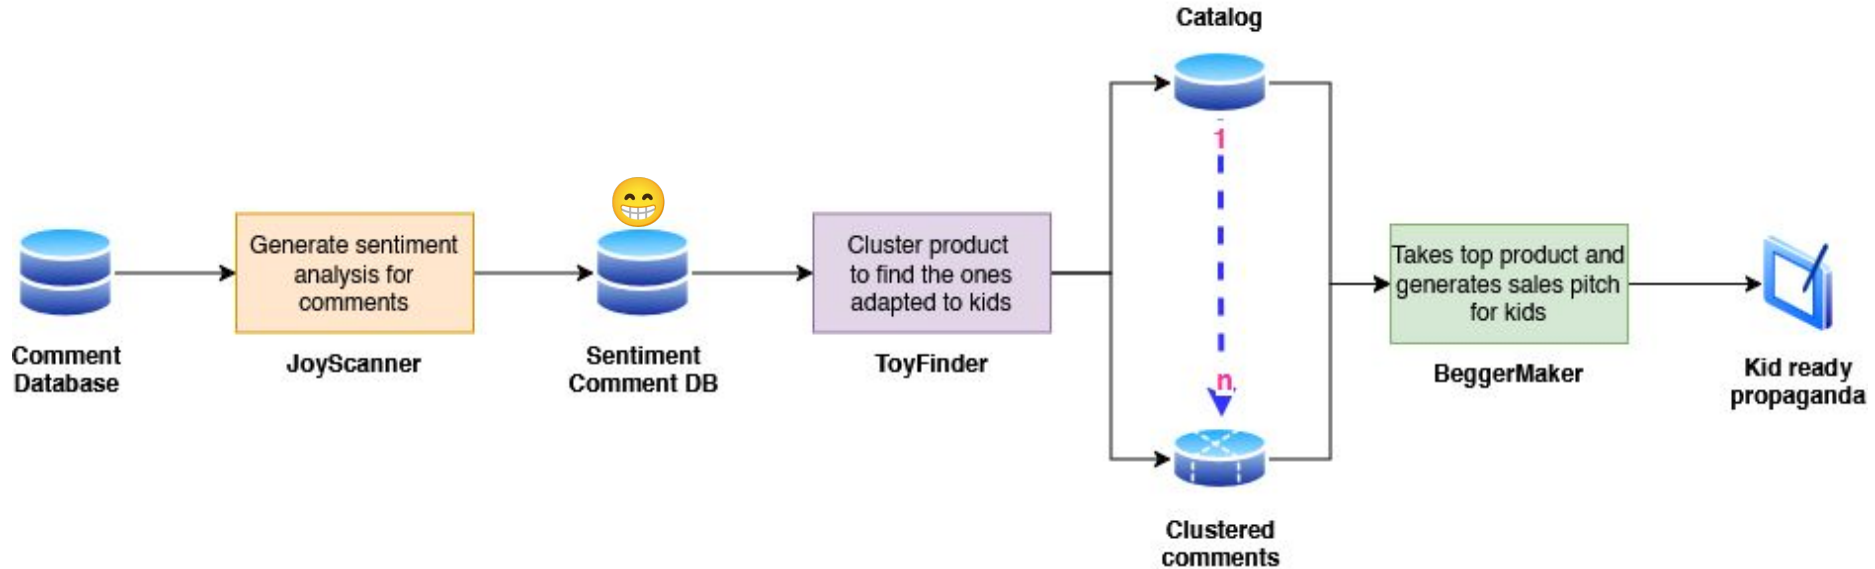 Catalog
1
n
Generate sentiment
analysis for
comments
Cluster product
to find the ones
adapted to kids
Takes top product and
generates sales pitch
for kids
Comment
Database
JoyScanner
Sentiment
Comment DB
ToyFinder
BeggerMaker
Kid ready
propaganda
Clustered
comments